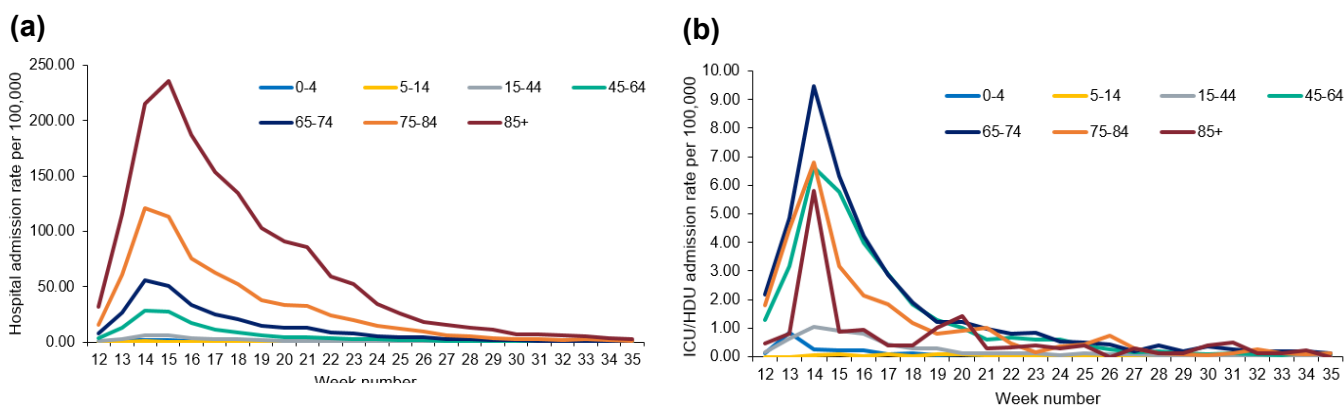 (a)
Hospital admission rate per 100,000
250.00
200.00
150.00
100.00
50.00
0.00
0-4 5-14 15-44 45-64
65-74 75-84 85+
12 13 14 15 16 17 18 19 20 21 22 23 24 25 26 27 28 29 30 31 32 33 34 35
Week number
(b)
ICU/HDU admission rate per 100,000
10.00
9.00
8.00
7.00
6.00
5.00
4.00
3.00
2.00
1.00
0.00
0-4 5-14 15-44 45-64
65-74 75-84 85+
12 13 14 15 16 17 18 19 20 21 22 23 24 25 26 27 28 29 30 31 32 33 34 35
Week number